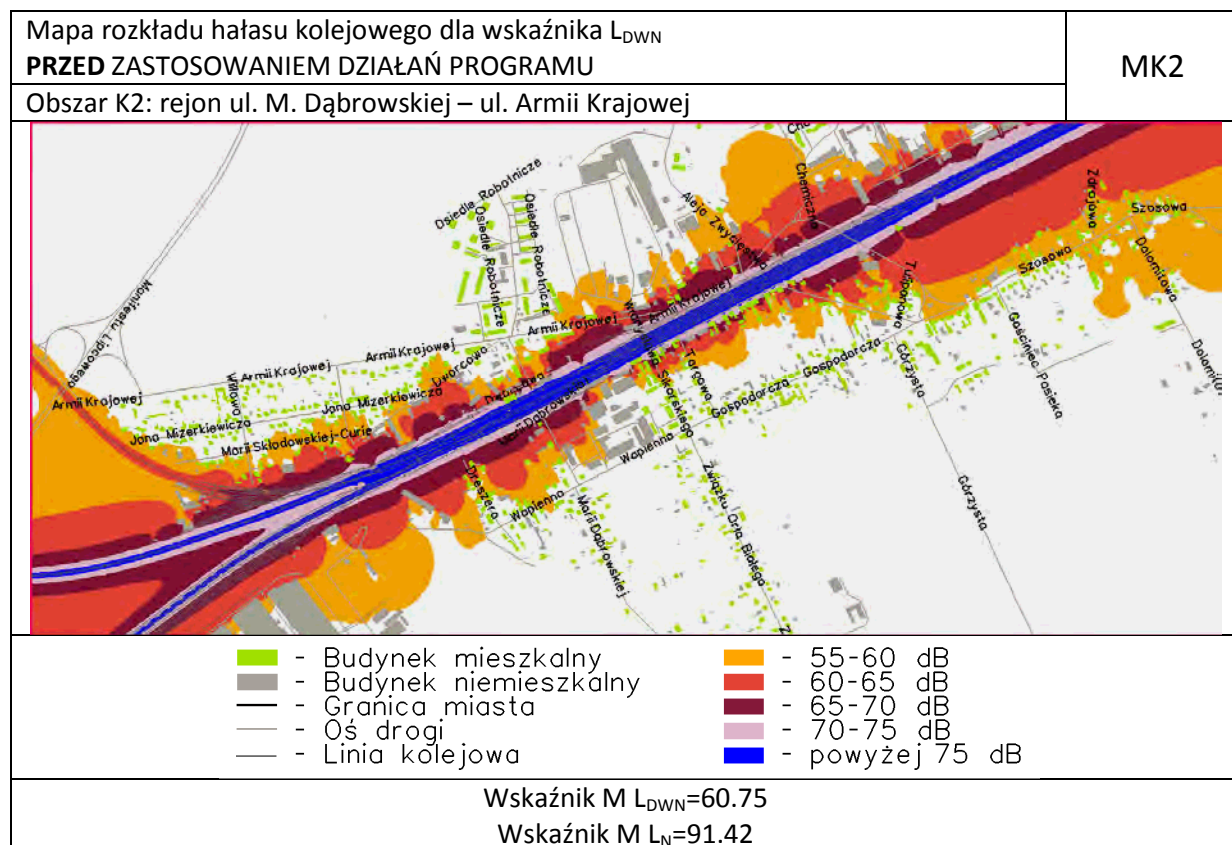 Mapa rozkładu hałasu kolejowego dla wskaźnika LDWN
PRZED ZASTOSOWANIEM DZIAŁAŃ PROGRAMU
MK2
Obszar K2: rejon ul. M. Dąbrowskiej – ul. Armii Krajowej
Osiedle Robotnicze
Osiedle Robotnicze
Osiedle Robotnicze
Aleja Zwycięstwa
Chemiczna
Zdrojowa
Szosowa
Szosowa
Dolomitowa
Tulipanowa
Armii Krajowej
Armii Krajowej
Armii Krajowej
Armii Krajowej
Armii Krajowej
Dworcowa
Jana Mizerkiewicza
Jana Mizerkiewicza
Marii Skłodowskiej-Curie
Targowa
Gospodarcza
Gospodarcza
Górzysta
Górzysta
Gościniec Pasieka
Wapienna
Wapienna
Dreszera
Marii Dąbrowskiej
Marii Dąbrowskiej
Związku Orła Białego
- Budynek mieszkalny
- Budynek niemieszkalny
- Granica miasta
- Oś drogi
- Linia kolejowa
- 55-60 dB
- 60-65 dB
- 65-70 dB
- 70-75 dB
- powyżej 75 dB
Wskaźnik M LDWN=60.75
Wskaźnik M LN=91.42